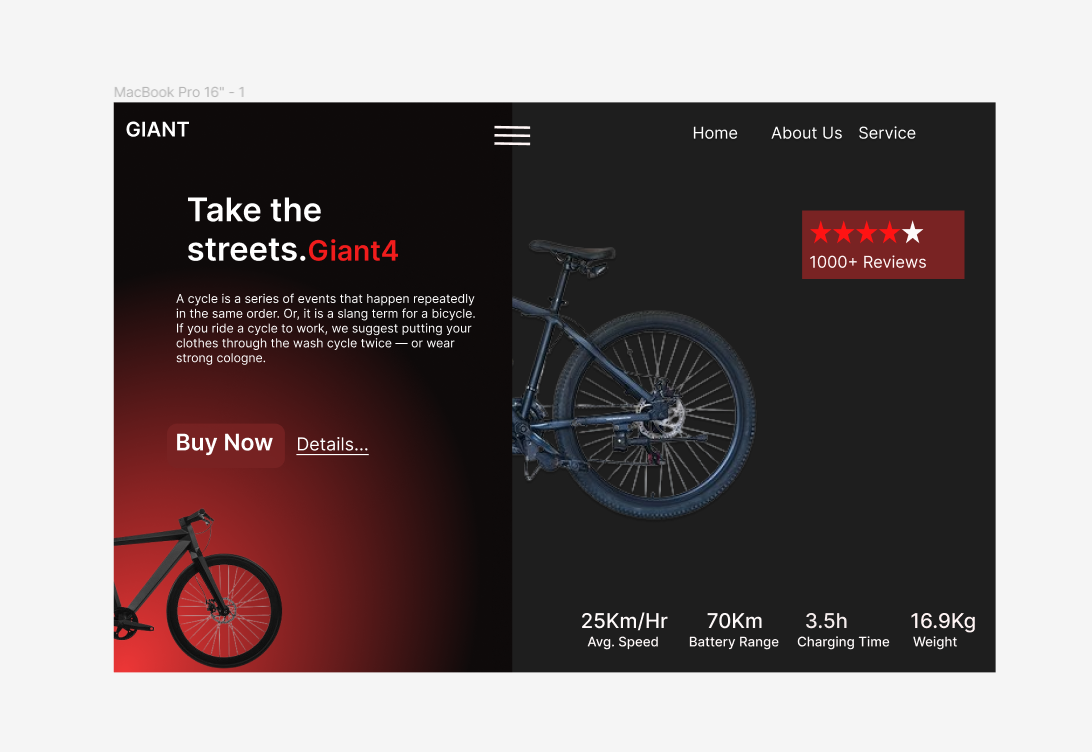 MacBook Pro 16" - 1
GIANT
Home About Us Service
Take the
streets.Giant4
1000+ Reviews
A cycle is a series of events that happen repeatedly
in the same order. Or, it is a slang term for a bicycle.
If you ride a cycle to work, we suggest putting your
clothes through the wash cycle twice — or wear
strong cologne.
Buy Now Details...
25Km/Hr 70Km 3.5h 16.9Kg
Avg. Speed Battery Range Charging Time Weight